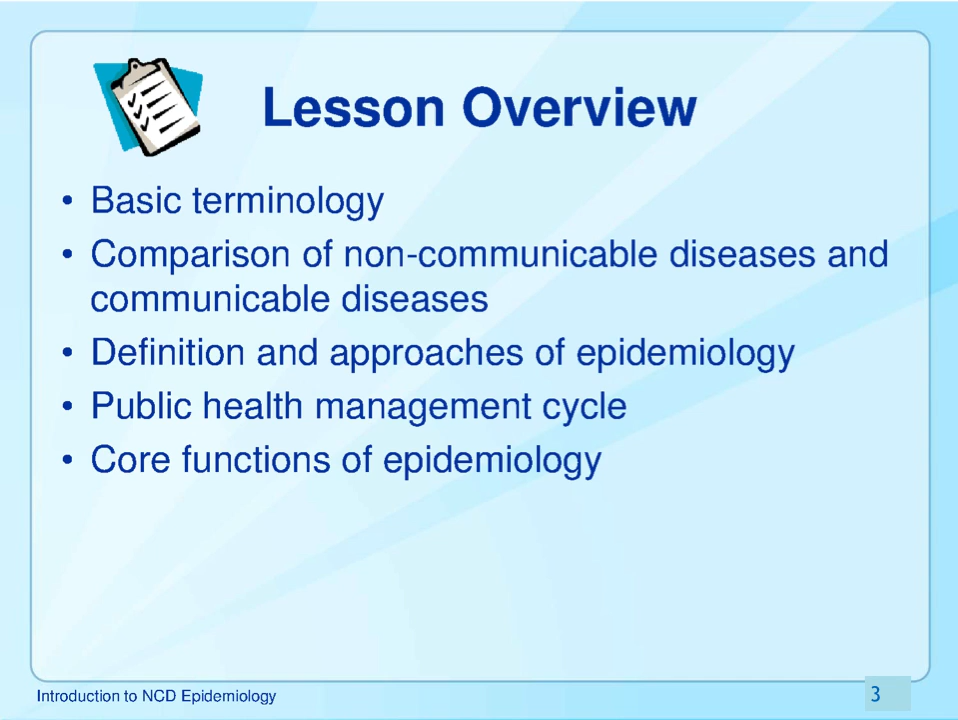 Lesson Overview
• Basic terminology
• Comparison of non-communicable diseases and
communicable diseases
• Definition and approaches of epidemiology
• Public health management cycle
• Core functions of epidemiology
Introduction to NCD Epidemiology
3